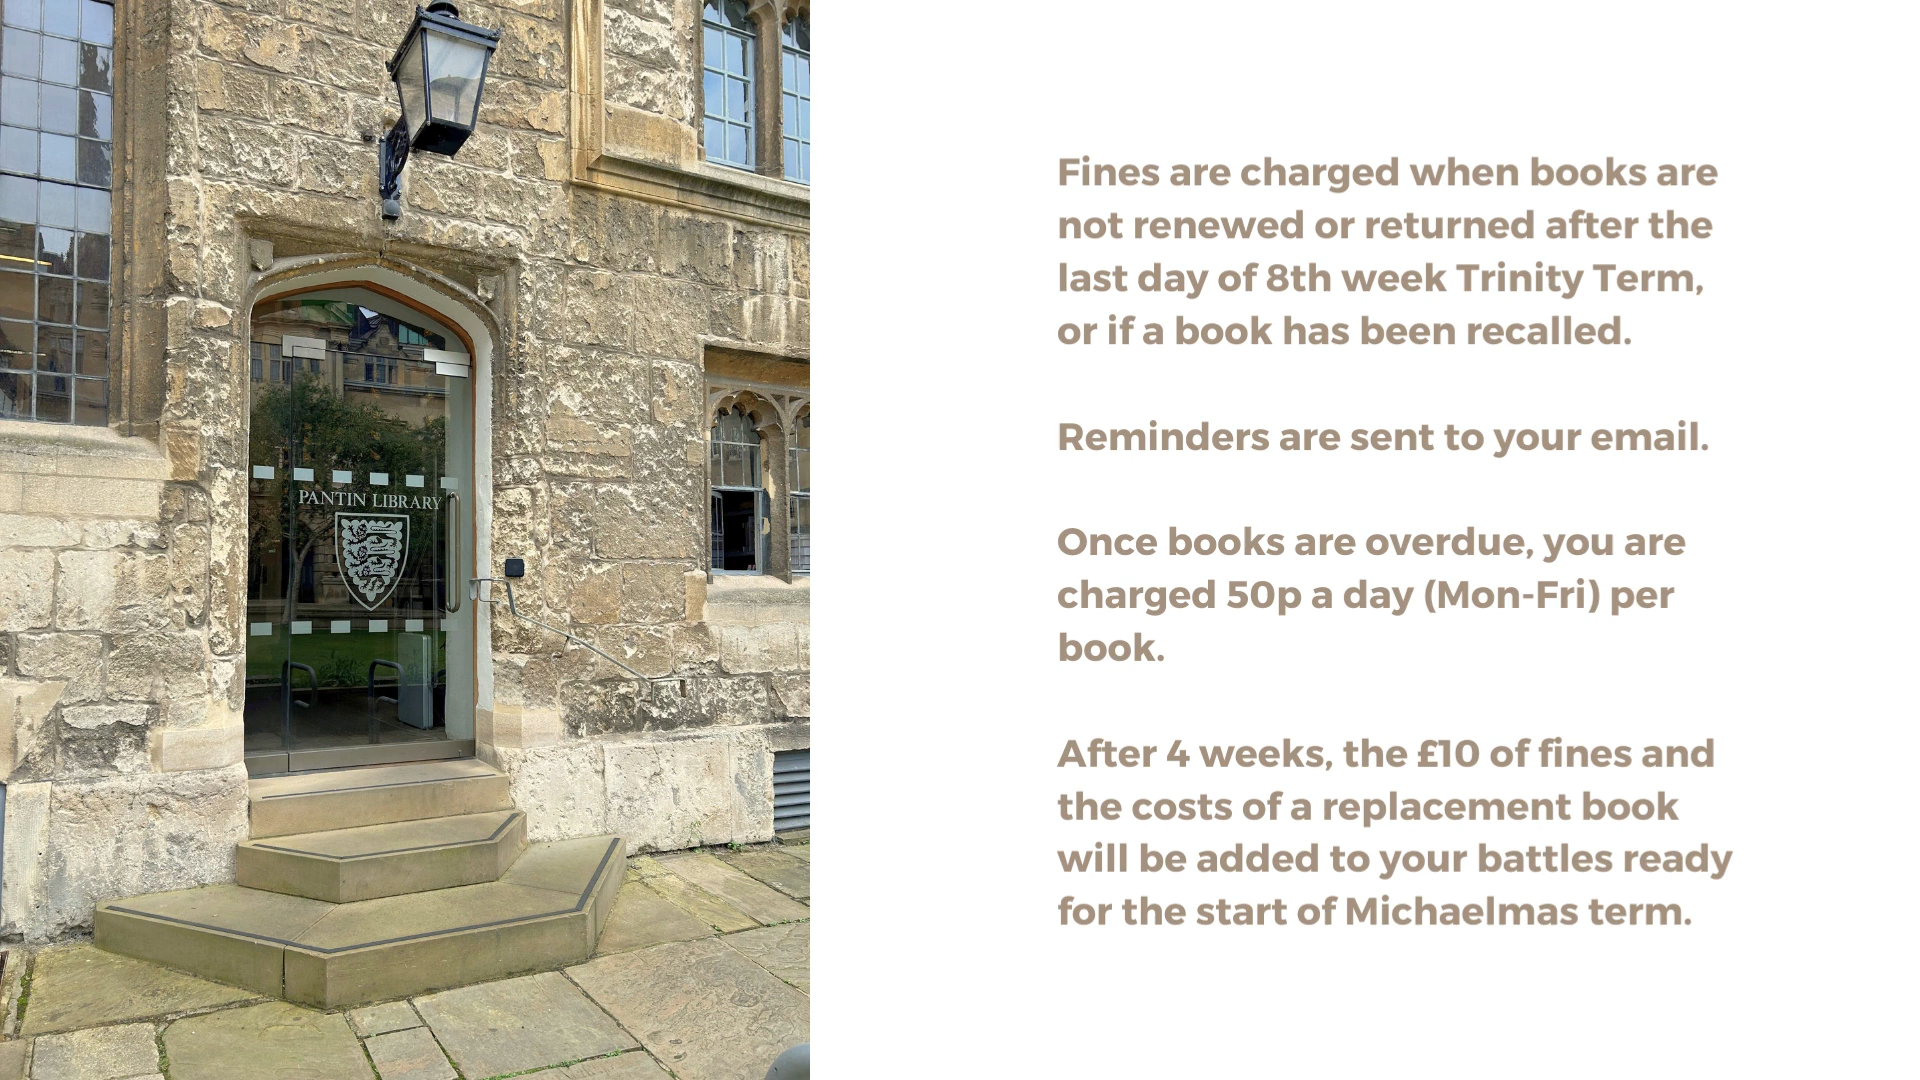 PANTIN LIBRARY
Fines are charged when books are
not renewed or returned after the
last day of 8th week Trinity Term,
or if a book has been recalled.
Reminders are sent to your email.
Once books are overdue, you are
charged 50p a day (Mon-Fri) per
book.
After 4 weeks, the £10 of fines and
the costs of a replacement book
will be added to your battles ready
for the start of Michaelmas term.